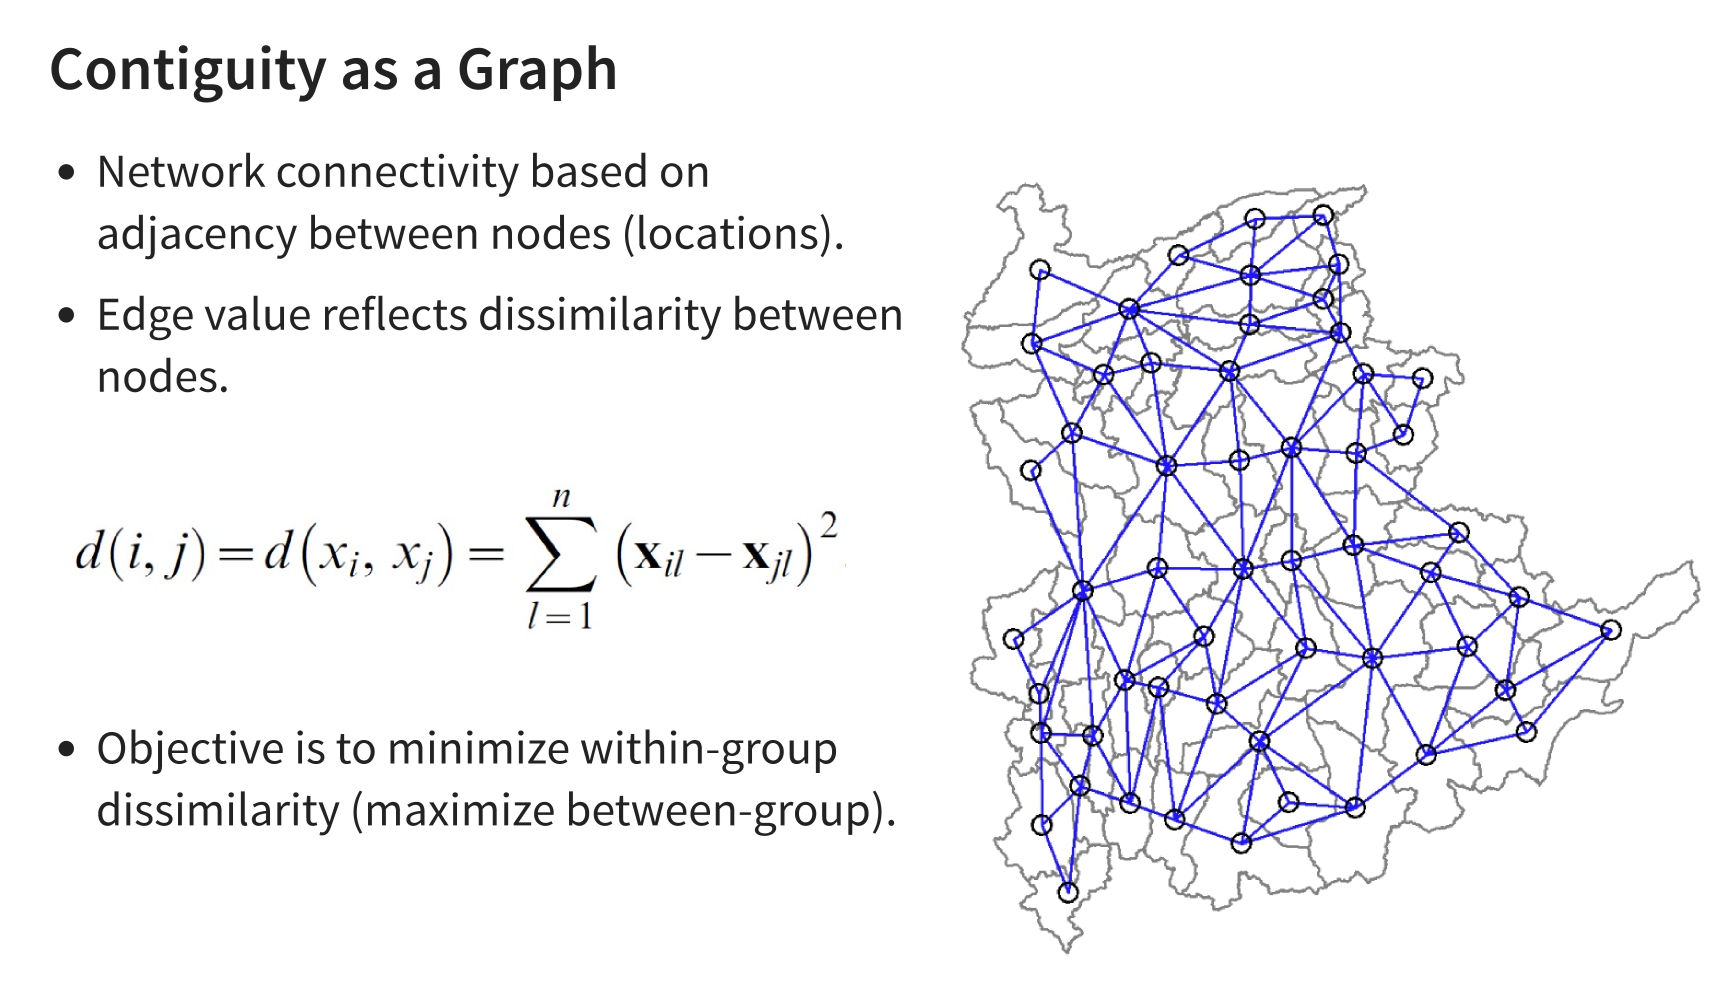 Contiguity as a Graph
• Network connectivity based on
adjacency between nodes (locations).
• Edge value reflects dissimilarity between
nodes.
d(i, j) = d(x_i, x_j) = \sum_{l=1}^{n} (\mathbf{x}_{il} − \mathbf{x}_{jl})^2
• Objective is to minimize within-group
dissimilarity (maximize between-group).